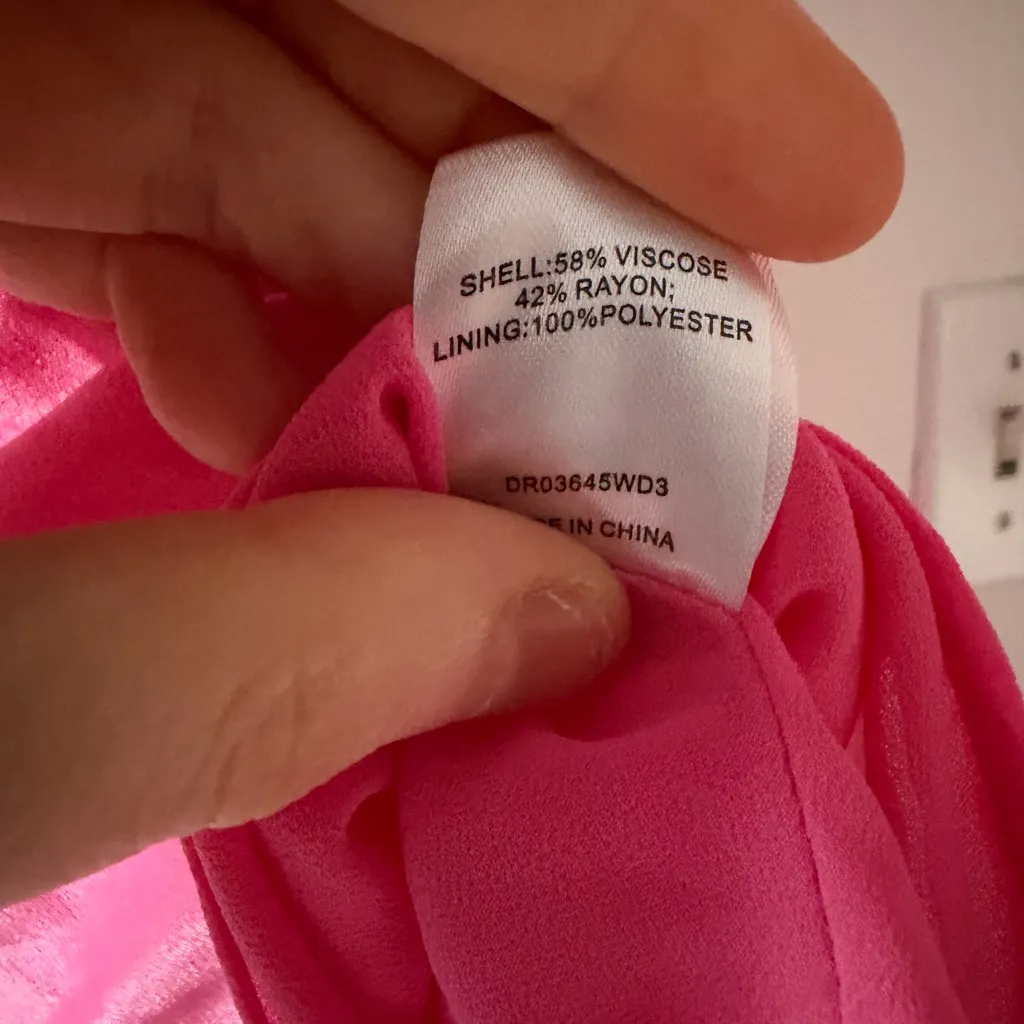 SHELL:58% VISCOSE
42% RAYON;
LINING:100%POLYESTER
DR03645WD3
IN CHINA